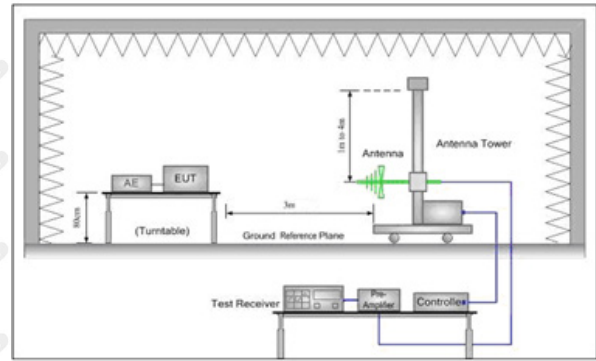 1m to 4m
Antenna
Antenna Tower
AE
EUT
80cm
(Turntable)
3m
Ground Reference Plane
Test Receiver
Pre-
Amplifier
Controller